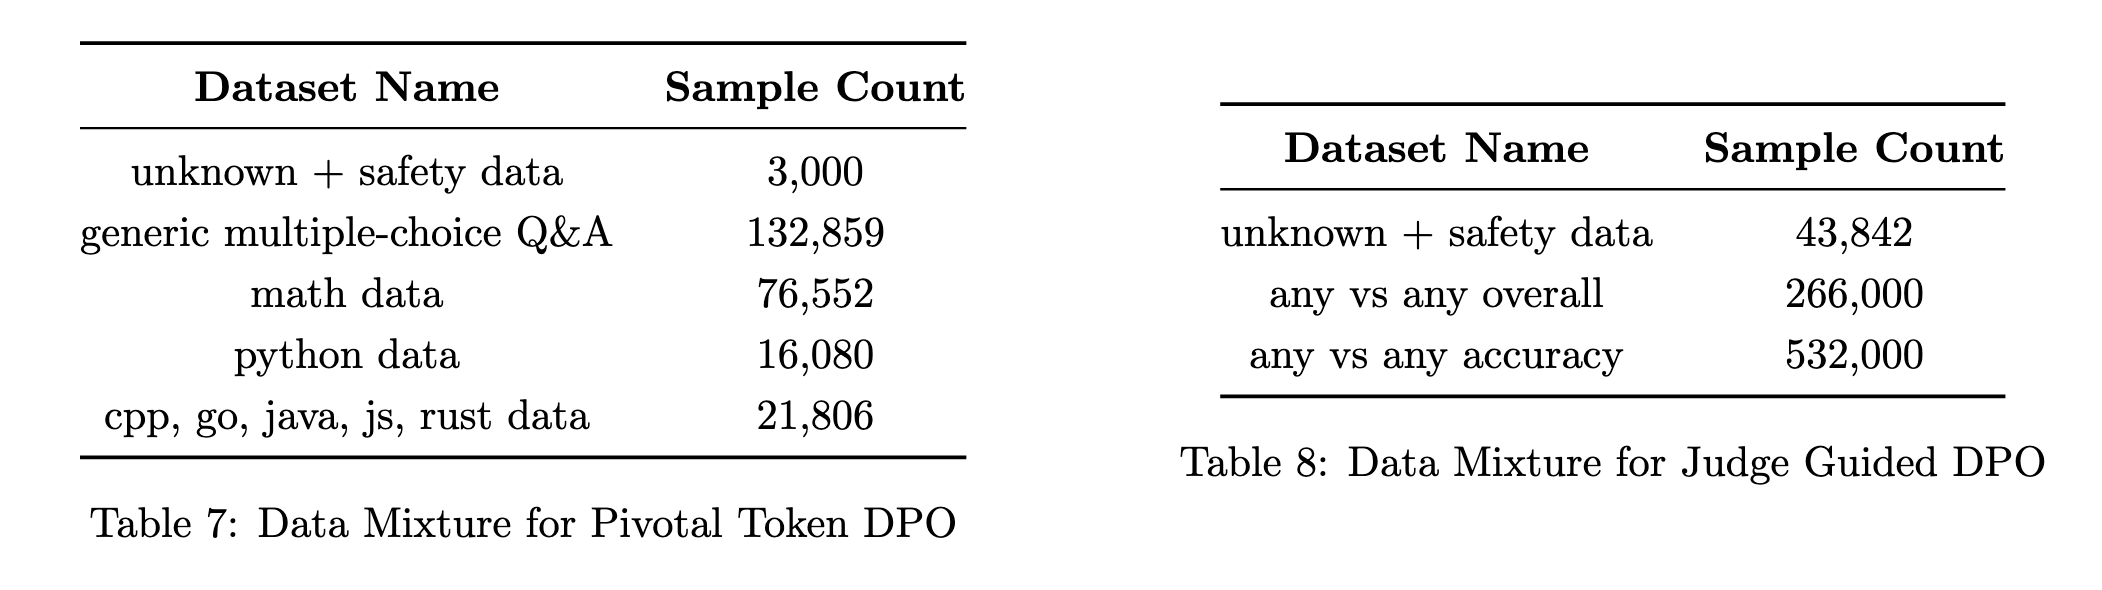 Dataset Name Sample Count
unknown + safety data 3,000
generic multiple-choice Q&A 132,859
math data 76,552
python data 16,080
cpp, go, java, js, rust data 21,806
Table 7: Data Mixture for Pivotal Token DPO
Dataset Name Sample Count
unknown + safety data 43,842
any vs any overall 266,000
any vs any accuracy 532,000
Table 8: Data Mixture for Judge Guided DPO